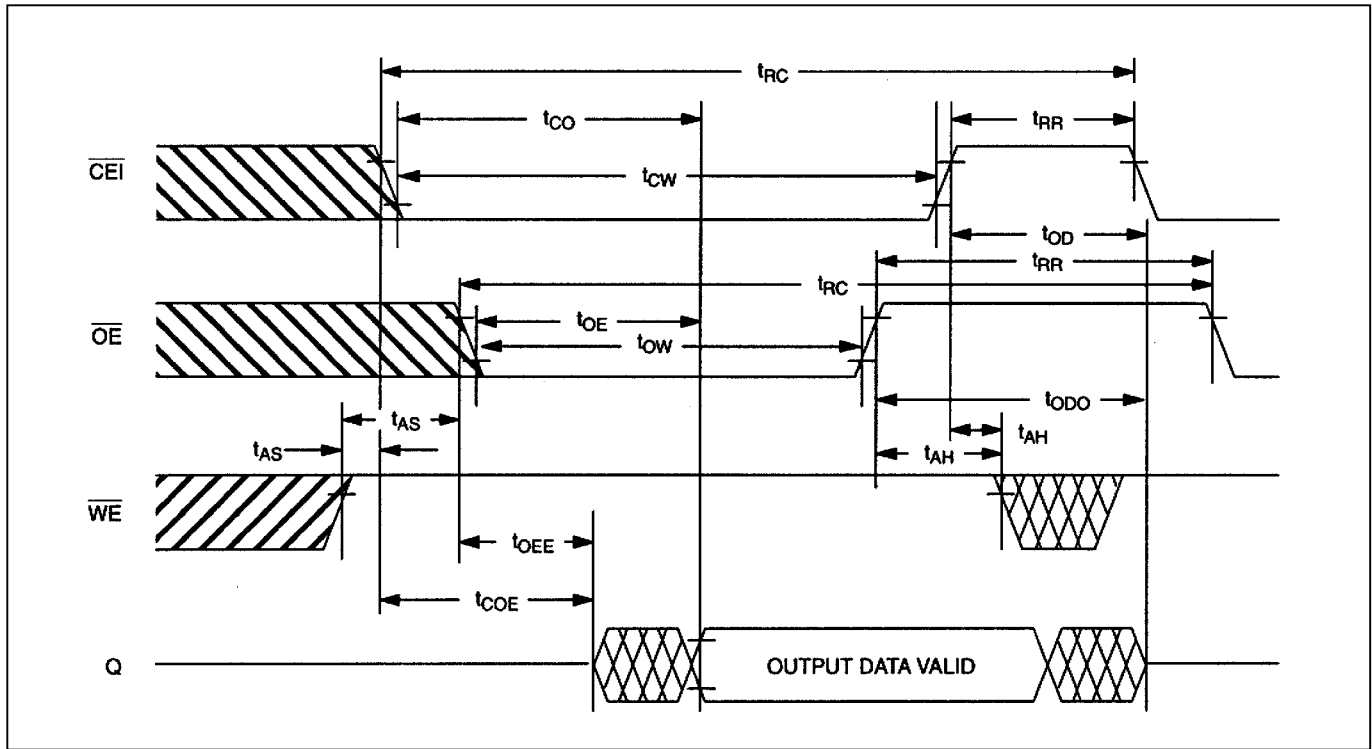 tRC
tCO
tRR
CEI
tCW
tOD
tRR
tRC
OE
tOE
tOW
tODO
tAS
tAS
tAH
tAH
WE
tOEE
tCOE
Q
OUTPUT DATA VALID